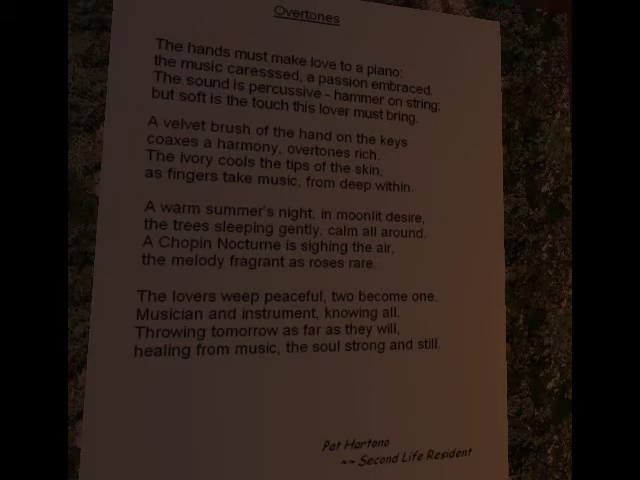 Overtones
The hands must make love to a piano;
the music caresssed, a passion embraced.
The sound is percussive - hammer on string;
but soft is the touch this lover must bring.
A velvet brush of the hand on the keys
coaxes a harmony, overtones rich.
The ivory cools the tips of the skin,
as fingers take music, from deep within.
A warm summer's night, in moonlit desire,
the trees sleeping gently, calm all around.
A Chopin Nocturne is sighing the air,
the melody fragrant as roses rare.
The lovers weep peaceful, two become one.
Musician and instrument, knowing all.
Throwing tomorrow as far as they will,
healing from music, the soul strong and still.
Pat Hartono
~~ Second Life Resident